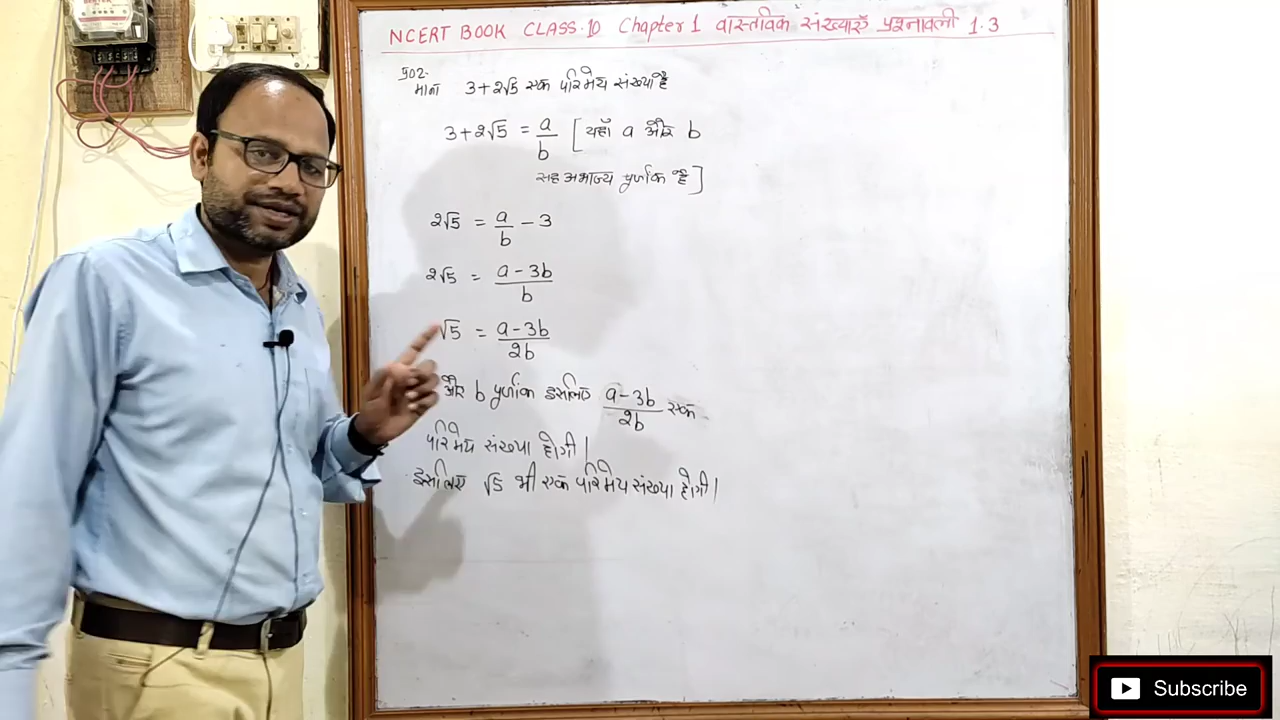 NCERT BOOK CLASS.10 Chapter 1 वास्तविक संख्याएँ प्रश्नावली 1.3
प्र02.
माना 3+2√5 एक परिमेय संख्या है
3+2√5 = a/b [यहाँ a और b
सह अभाज्य पूर्णांक है]
2√5 = a/b - 3
2√5 = a-3b/b
√5 = a-3b/2b
और b पूर्णांक इसलिए a-3b/2b एक
परिमेय संख्या होगी।
इसलिए √5 भी एक परिमेय संख्या होगी।
Subscribe